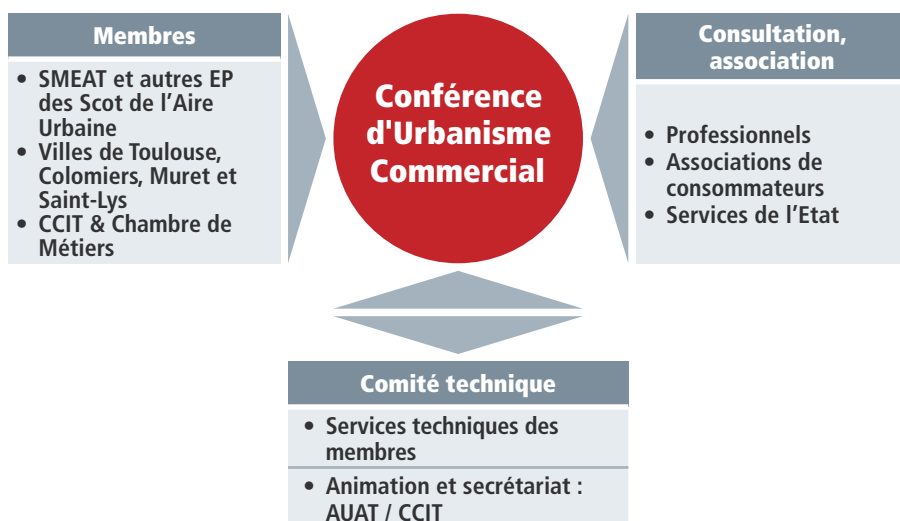 Membres
• SMEAT et autres EP
des Scot de l'Aire
Urbaine
• Villes de Toulouse,
Colomiers, Muret et
Saint-Lys
• CCIT & Chambre de
Métiers
Conférence
d'Urbanisme
Commercial
Consultation,
association
• Professionnels
• Associations de
consommateurs
• Services de l'Etat
Comité technique
• Services techniques des
membres
• Animation et secrétariat :
AUAT / CCIT